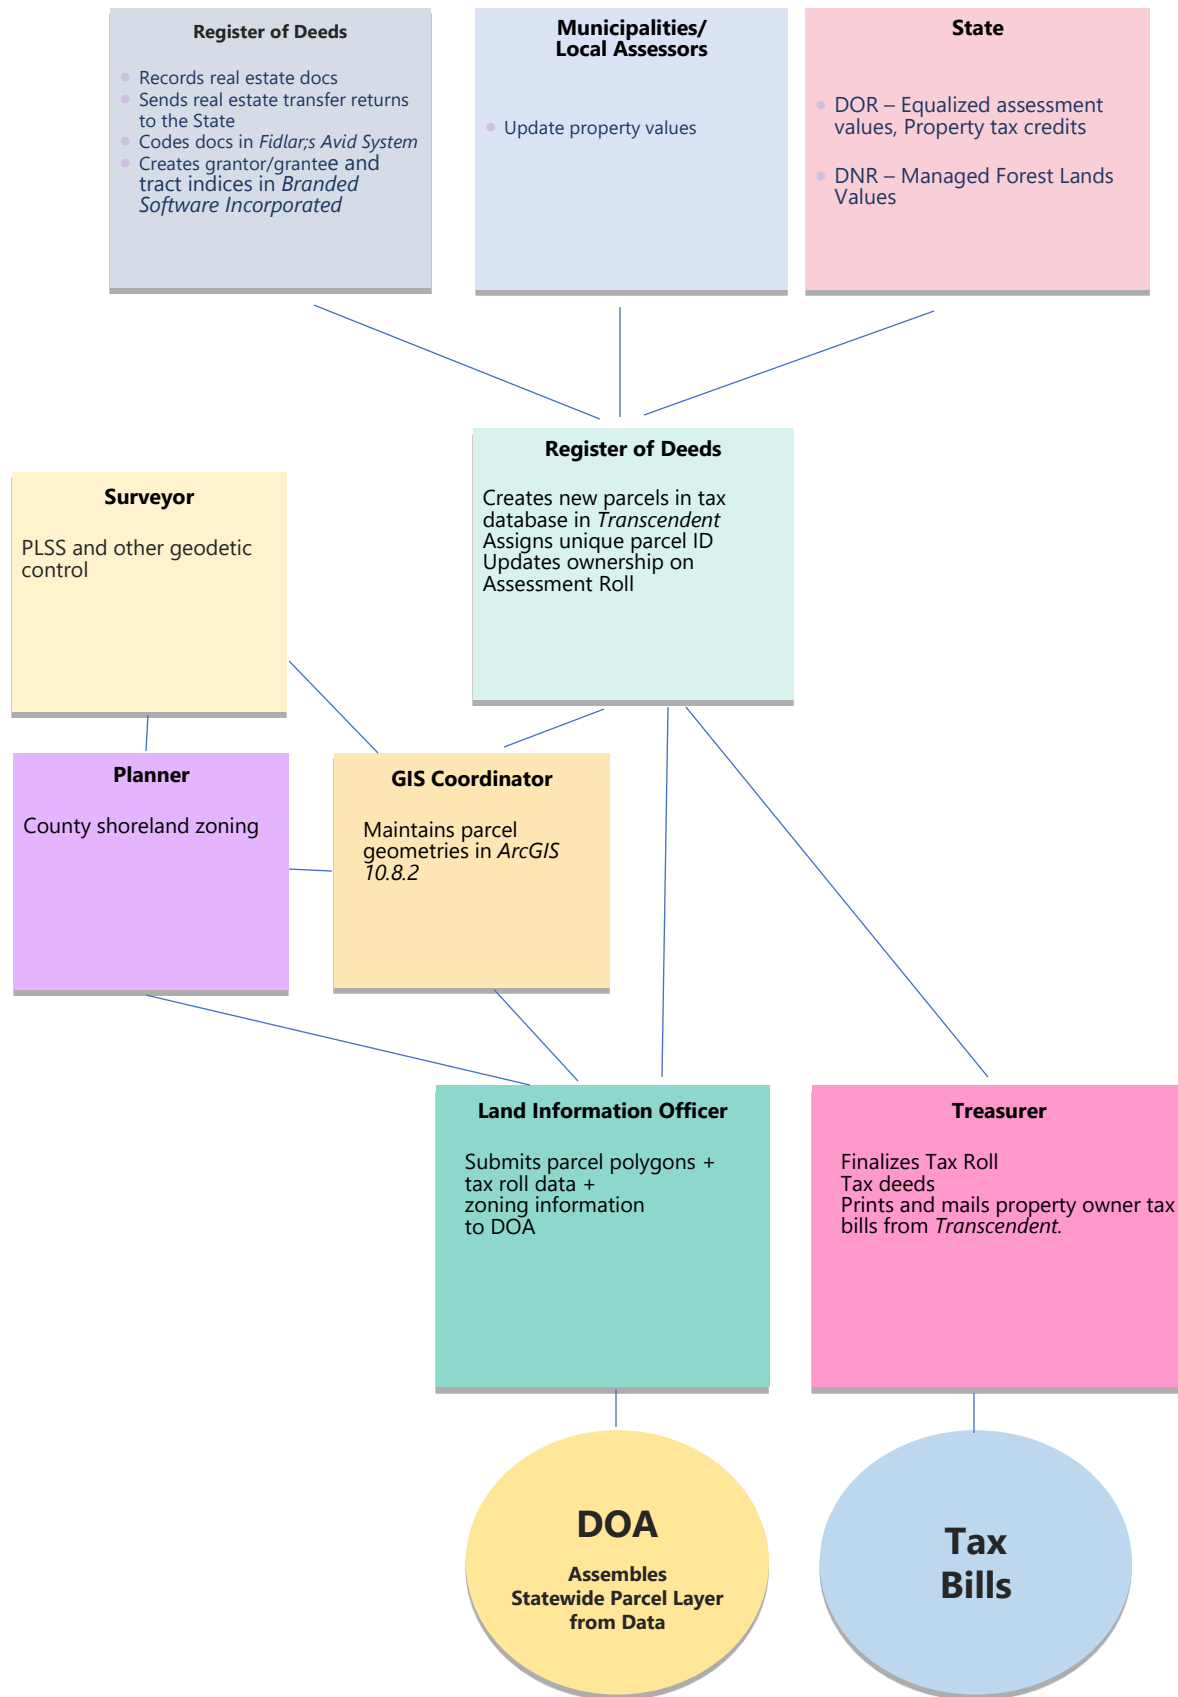 Register of Deeds
Records real estate docs
Sends real estate transfer returns
to the State
Codes docs in Fidlar;s Avid System
Creates grantor/grantee and
tract indices in Branded
Software Incorporated
Municipalities/
Local Assessors
Update property values
State
DOR – Equalized assessment
values, Property tax credits
DNR – Managed Forest Lands
Values
Register of Deeds
Creates new parcels in tax
database in Transcendent
Assigns unique parcel ID
Updates ownership on
Assessment Roll
Surveyor
PLSS and other geodetic
control
Planner
County shoreland zoning
GIS Coordinator
Maintains parcel
geometries in ArcGIS
10.8.2
Land Information Officer
Submits parcel polygons +
tax roll data +
zoning information
to DOA
Treasurer
Finalizes Tax Roll
Tax deeds
Prints and mails property owner tax
bills from Transcendent.
DOA
Assembles
Statewide Parcel Layer
from Data
Tax
Bills